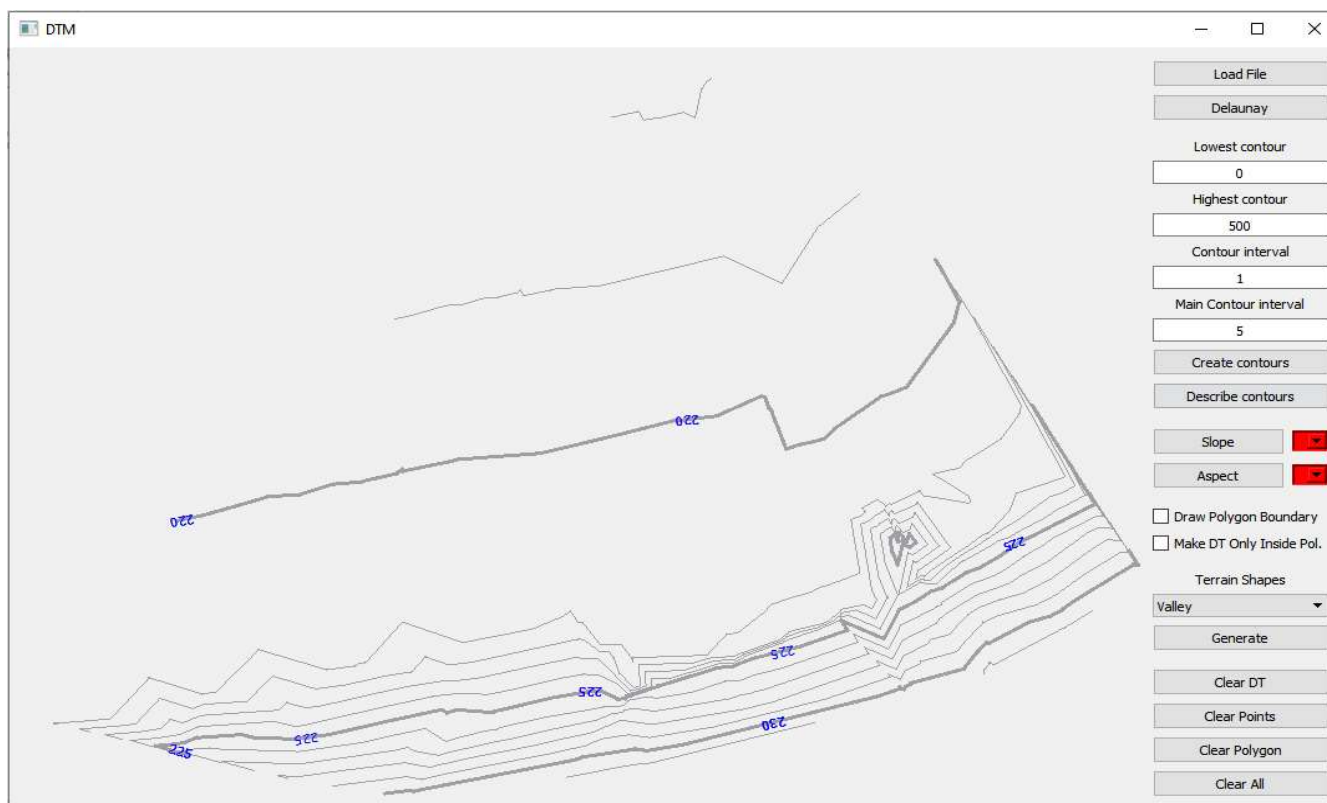 DTM
Load File
Delaunay
Lowest contour
0
Highest contour
500
Contour interval
1
Main Contour interval
5
Create contours
Describe contours
Slope
Aspect
Draw Polygon Boundary
Make DT Only Inside Pol.
Terrain Shapes
Valley
Generate
Clear DT
Clear Points
Clear Polygon
Clear All
220
220
225
225
225
225
225
230